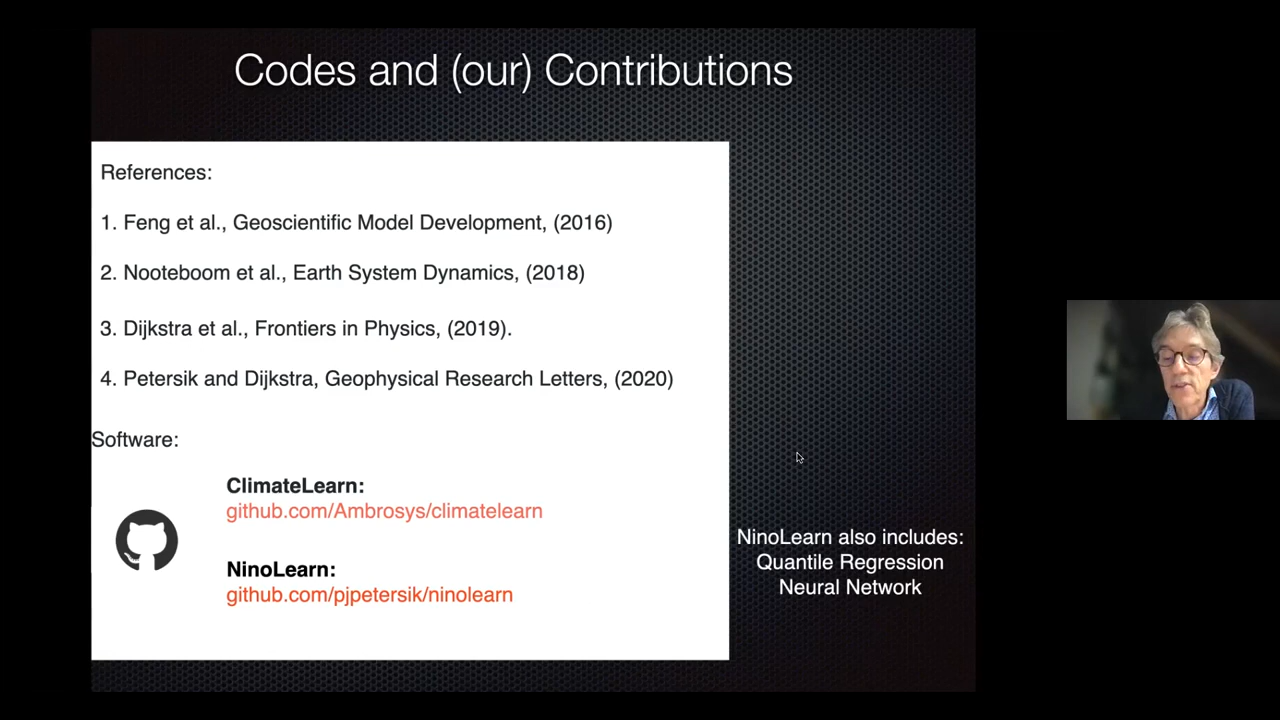 Codes and (our) Contributions
References:
1. Feng et al., Geoscientific Model Development, (2016)
2. Nooteboom et al., Earth System Dynamics, (2018)
3. Dijkstra et al., Frontiers in Physics, (2019).
4. Petersik and Dijkstra, Geophysical Research Letters, (2020)
Software:
ClimateLearn:
github.com/Ambrosys/climatelearn
NinoLearn:
github.com/pjpetersik/ninolearn
NinoLearn also includes:
Quantile Regression
Neural Network